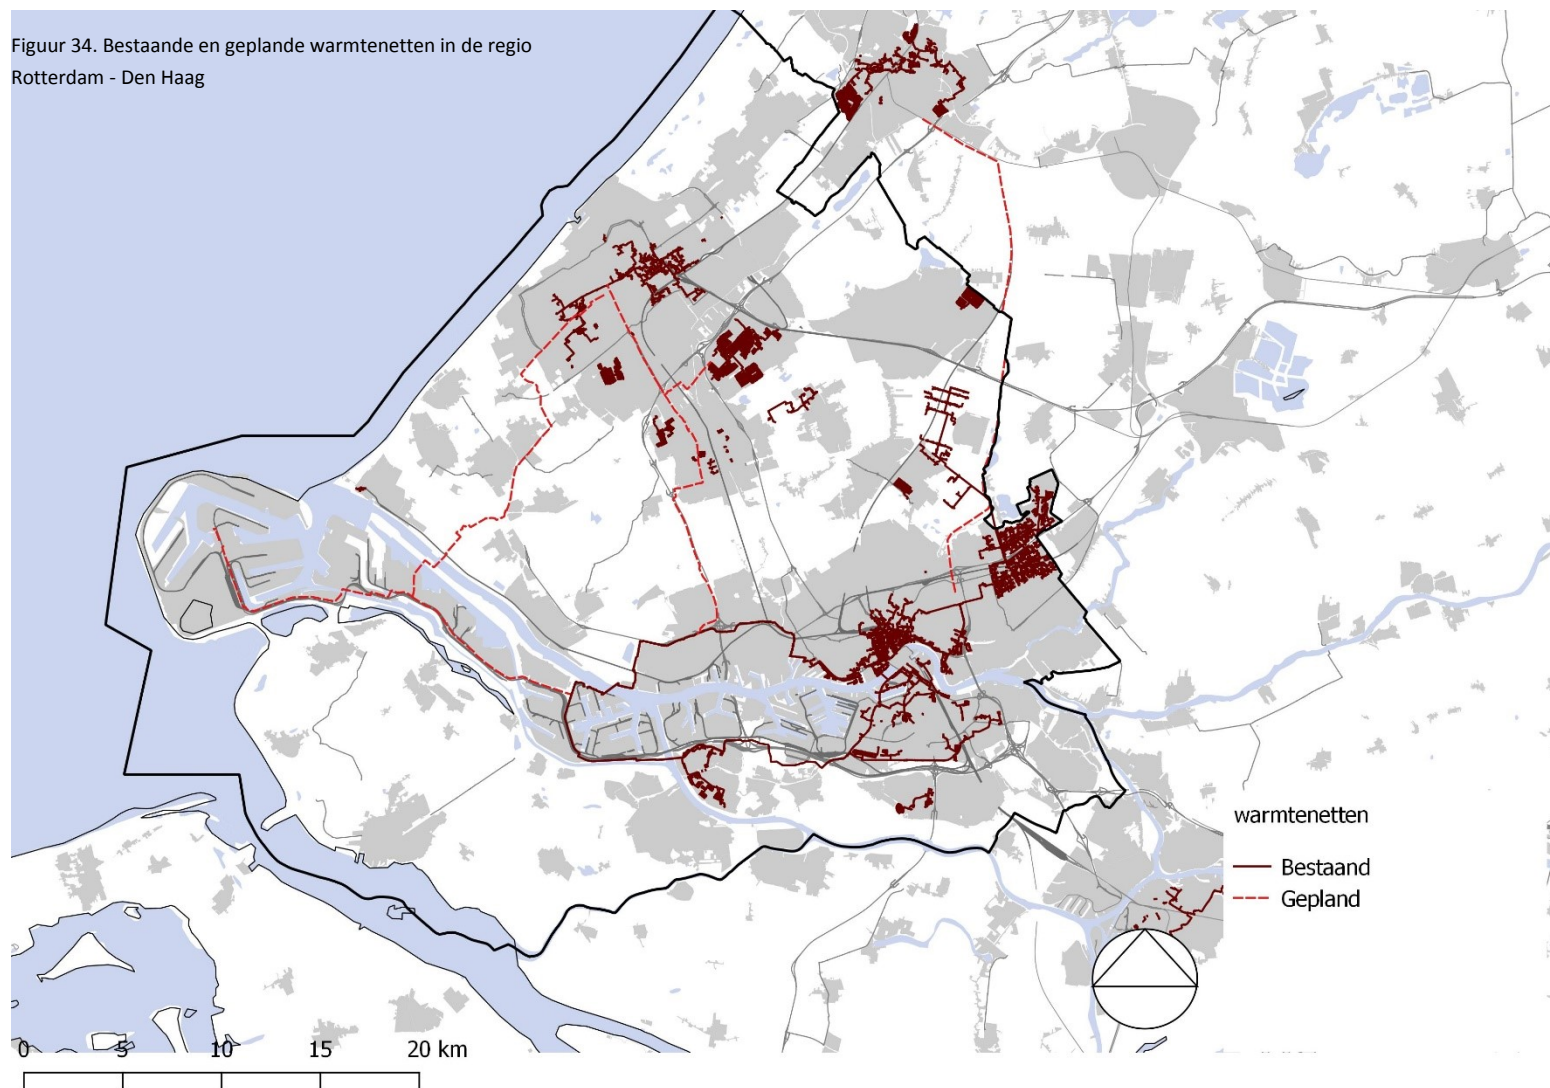 Figuur 34. Bestaande en geplande warmtenetten in de regio
Rotterdam - Den Haag
warmtenetten
Bestaand
Gepland
0 5 10 15 20 km